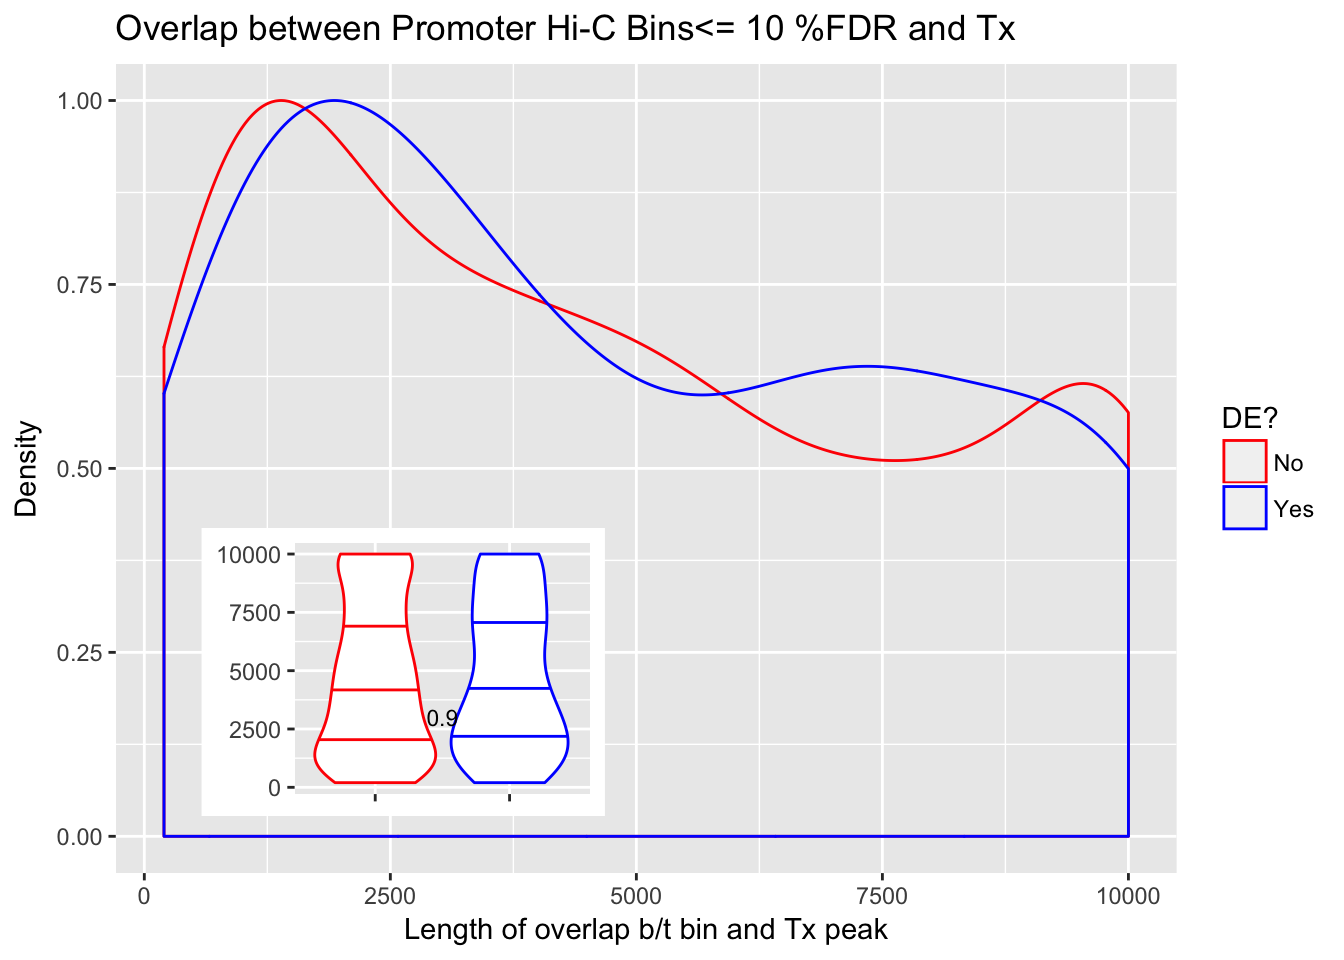 Overlap between Promoter Hi-C Bins<= 10 %FDR and Tx
1.00
0.75
0.50
0.25
0.00
Density
10000
7500
5000
2500
0
0.9
0
2500
5000
7500
10000
Length of overlap b/t bin and Tx peak
DE?
No
Yes